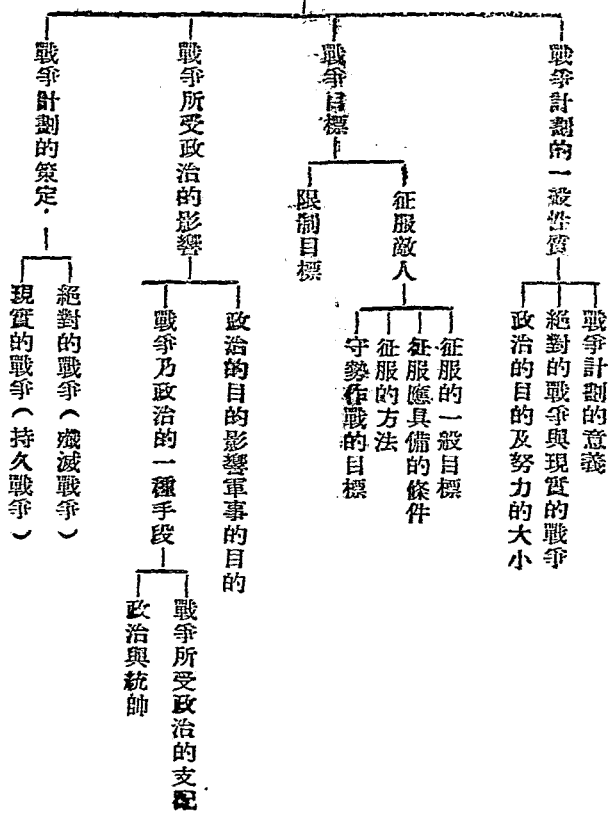 戰爭計劃的一般性質
戰爭計劃的意義
絕對的戰爭與現實的戰爭
政治的目的及努力的大小
戰爭目標
征服敵人
征服的一般目標
征服應具備的條件
征服的方法
守勢作戰的目標
限制目標
戰爭所受政治的影響
政治的目的影響軍事的目的
戰爭乃政治的一種手段
戰爭所受政治的支配
政治與統帥
戰爭計劃的策定
絕對的戰爭(殲滅戰爭)
現實的戰爭(持久戰爭)